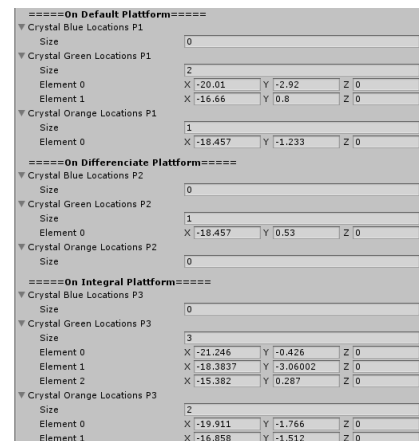 =====On Default Plattform=====
Crystal Blue Locations P1
Size 0
Crystal Green Locations P1
Size 2
Element 0 X -20.01 Y -2.92 Z 0
Element 1 X -16.66 Y 0.8 Z 0
Crystal Orange Locations P1
Size 1
Element 0 X -18.457 Y -1.233 Z 0
=====On Differenciate Plattform=====
Crystal Blue Locations P2
Size 0
Crystal Green Locations P2
Size 1
Element 0 X -18.457 Y 0.53 Z 0
Crystal Orange Locations P2
Size 0
=====On Integral Plattform=====
Crystal Blue Locations P3
Size 0
Crystal Green Locations P3
Size 3
Element 0 X -21.246 Y -0.426 Z 0
Element 1 X -18.3837 Y -3.06002 Z 0
Element 2 X -15.382 Y 0.287 Z 0
Crystal Orange Locations P3
Size 2
Element 0 X -19.911 Y -1.766 Z 0
Element 1 X -16.858 Y -1.512 Z 0